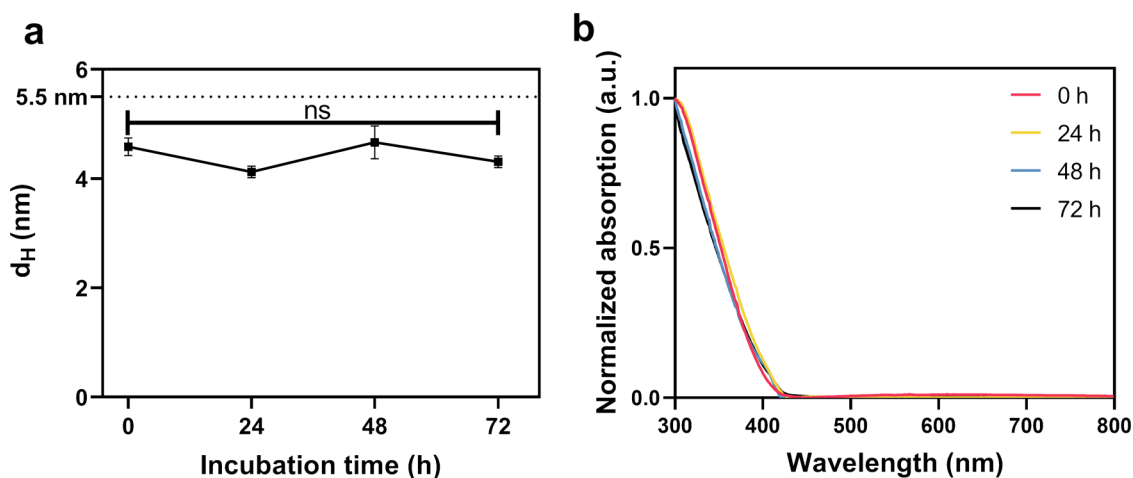 a
6
5.5 nm
ns
4
2
0
d_H (nm)
0 24 48 72
Incubation time (h)
b
1.0
0.5
0.0
Normalized absorption (a.u.)
0 h
24 h
48 h
72 h
300 400 500 600 700 800
Wavelength (nm)